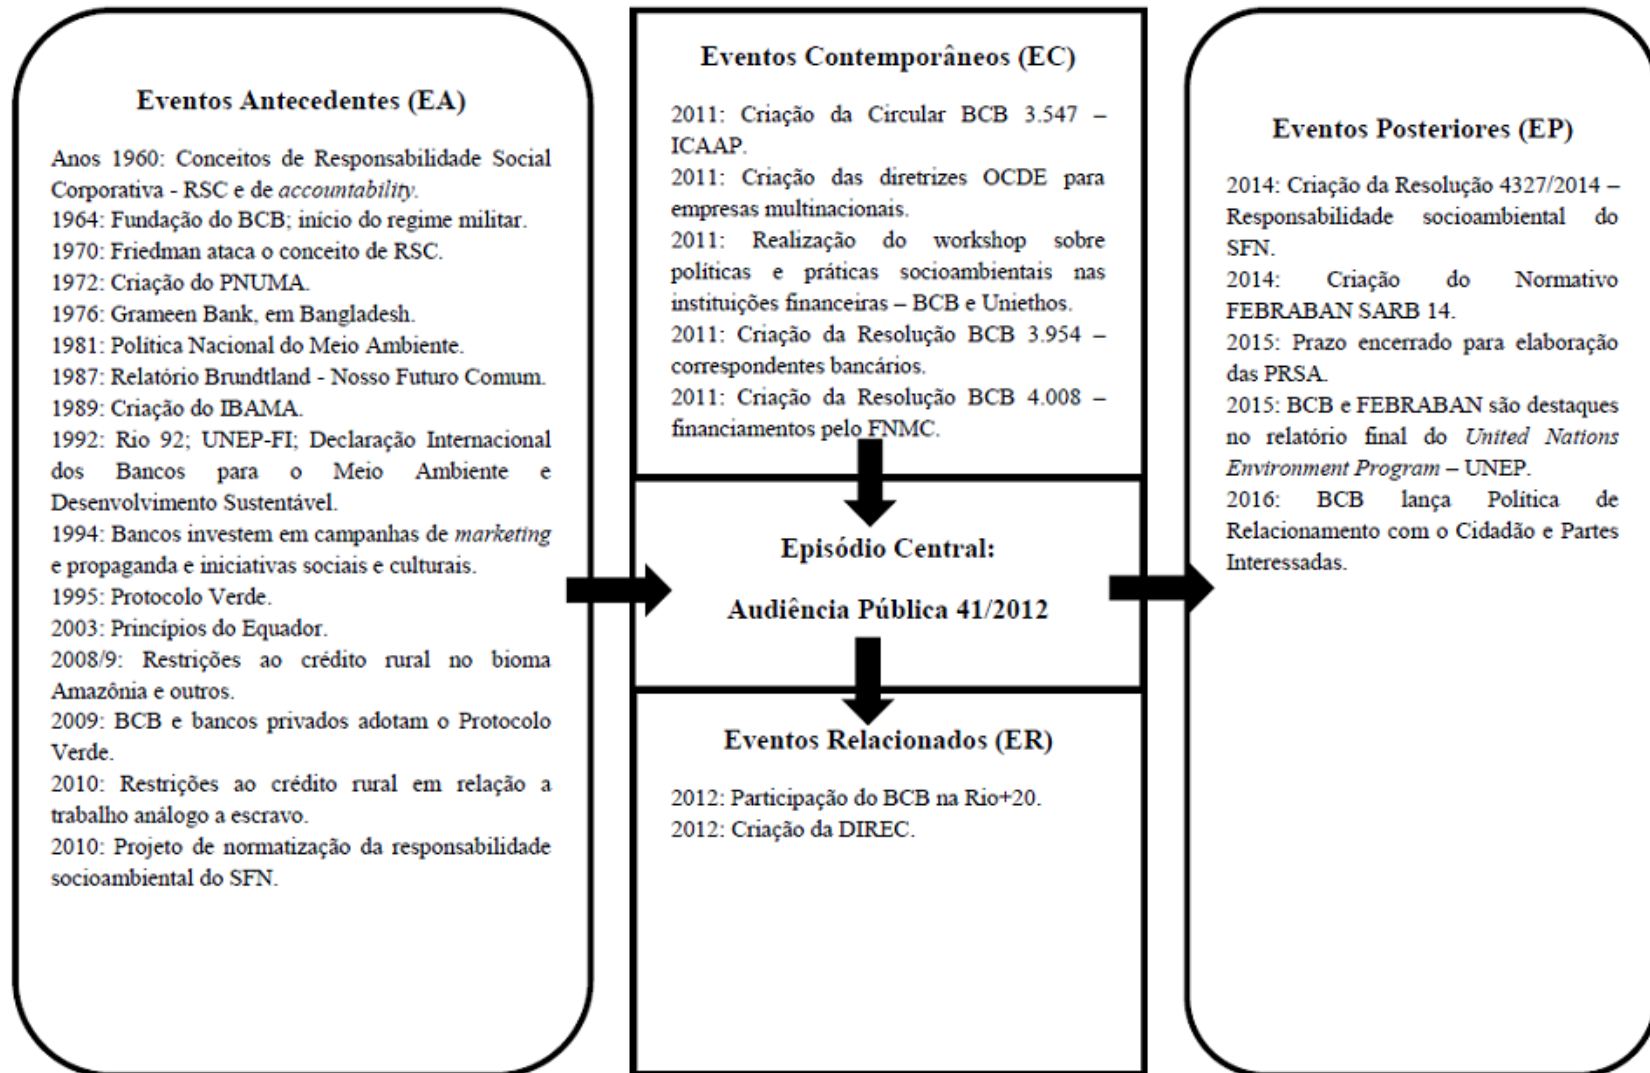 Eventos Antecedentes (EA)
Anos 1960: Conceitos de Responsabilidade Social
Corporativa - RSC e de accountability.
1964: Fundação do BCB; início do regime militar.
1970: Friedman ataca o conceito de RSC.
1972: Criação do PNUMA.
1976: Grameen Bank, em Bangladesh.
1981: Política Nacional do Meio Ambiente.
1987: Relatório Brundtland - Nosso Futuro Comum.
1989: Criação do IBAMA.
1992: Rio 92; UNEP-FI; Declaração Internacional
dos Bancos para o Meio Ambiente e
Desenvolvimento Sustentável.
1994: Bancos investem em campanhas de marketing
e propaganda e iniciativas sociais e culturais.
1995: Protocolo Verde.
2003: Princípios do Equador.
2008/9: Restrições ao crédito rural no bioma
Amazônia e outros.
2009: BCB e bancos privados adotam o Protocolo
Verde.
2010: Restrições ao crédito rural em relação a
trabalho análogo a escravo.
2010: Projeto de normatização da responsabilidade
socioambiental do SFN.
Eventos Contemporâneos (EC)
2011: Criação da Circular BCB 3.547 –
ICAAP.
2011: Criação das diretrizes OCDE para
empresas multinacionais.
2011: Realização do workshop sobre
políticas e práticas socioambientais nas
instituições financeiras – BCB e Uniethos.
2011: Criação da Resolução BCB 3.954 –
correspondentes bancários.
2011: Criação da Resolução BCB 4.008 –
financiamentos pelo FNMC.
Episódio Central:
Audiência Pública 41/2012
Eventos Relacionados (ER)
2012: Participação do BCB na Rio+20.
2012: Criação da DIREC.
Eventos Posteriores (EP)
2014: Criação da Resolução 4327/2014 –
Responsabilidade socioambiental do
SFN.
2014: Criação do Normativo
FEBRABAN SARB 14.
2015: Prazo encerrado para elaboração
das PRSA.
2015: BCB e FEBRABAN são destaques
no relatório final do United Nations
Environment Program – UNEP.
2016: BCB lança Política de
Relacionamento com o Cidadão e Partes
Interessadas.